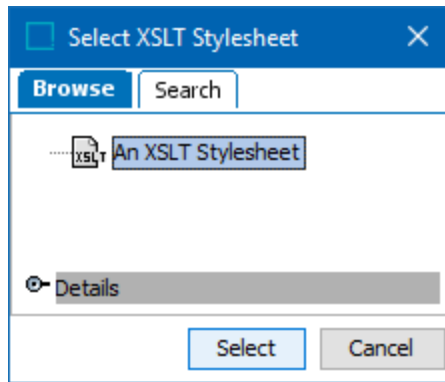 Select XSLT Stylesheet
Browse Search
XSLT An XSLT Stylesheet
Details
Select Cancel